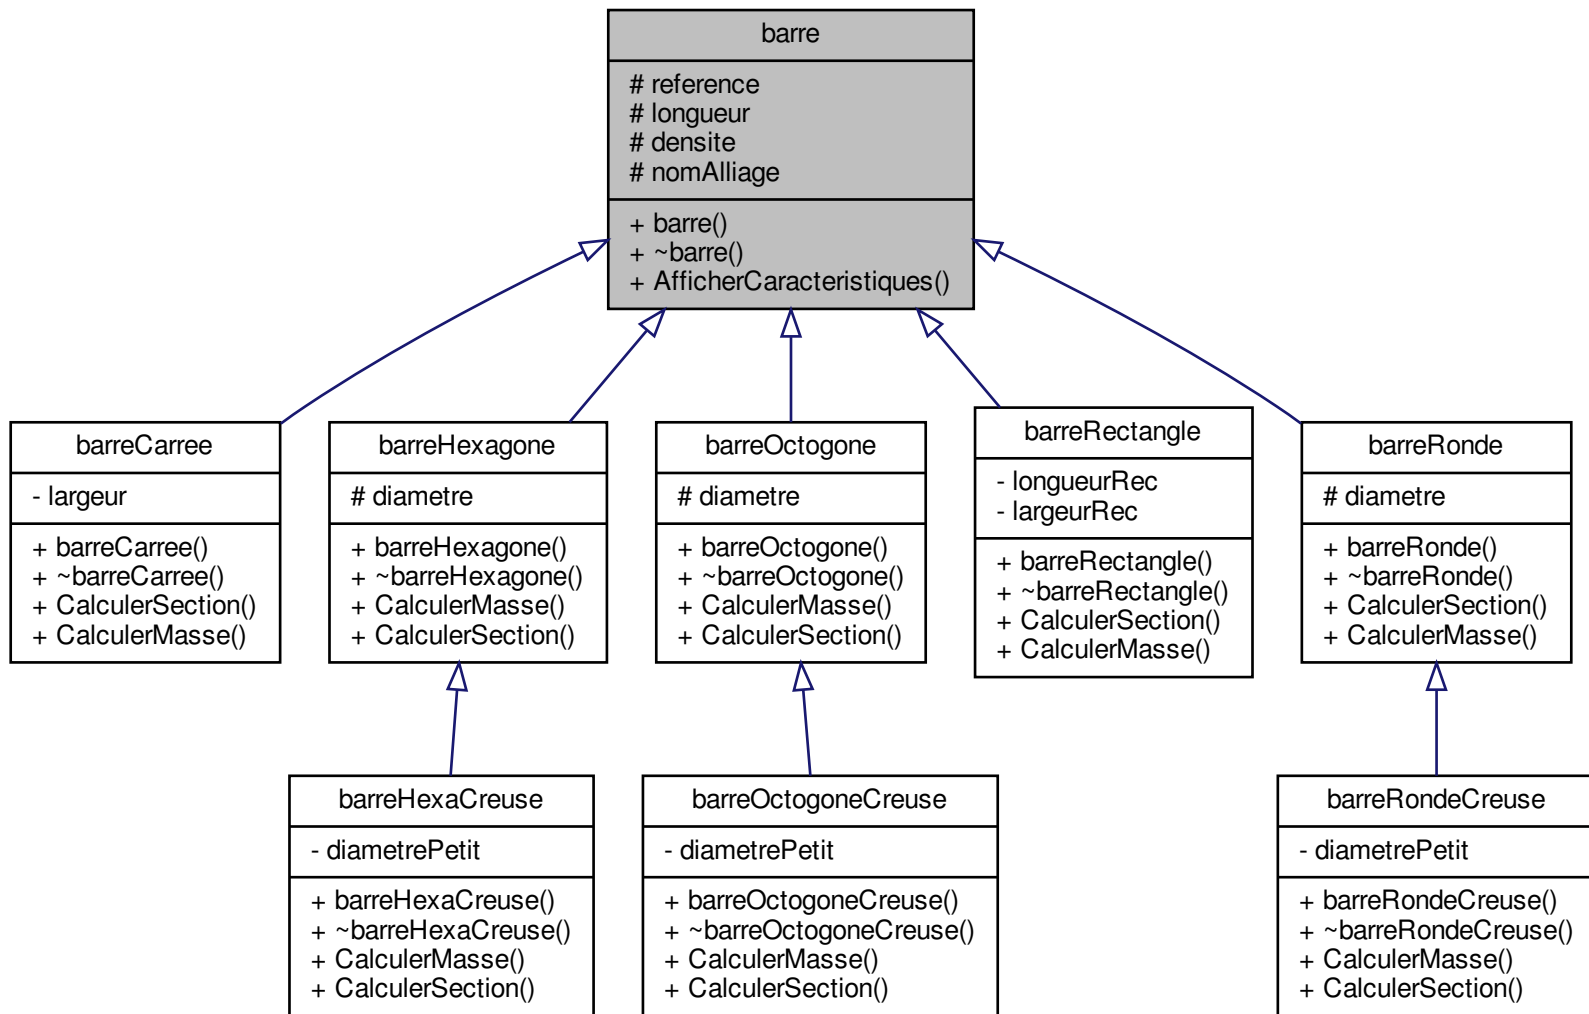 barre
# reference
# longueur
# densite
# nomAlliage
+ barre()
+ ~barre()
+ AfficherCaracteristiques()
barreCarree
- largeur
+ barreCarree()
+ ~barreCarree()
+ CalculerSection()
+ CalculerMasse()
barreHexagone
# diametre
+ barreHexagone()
+ ~barreHexagone()
+ CalculerMasse()
+ CalculerSection()
barreOctogone
# diametre
+ barreOctogone()
+ ~barreOctogone()
+ CalculerMasse()
+ CalculerSection()
barreRectangle
- longueurRec
- largeurRec
+ barreRectangle()
+ ~barreRectangle()
+ CalculerSection()
+ CalculerMasse()
barreRonde
# diametre
+ barreRonde()
+ ~barreRonde()
+ CalculerSection()
+ CalculerMasse()
barreHexaCreuse
- diametrePetit
+ barreHexaCreuse()
+ ~barreHexaCreuse()
+ CalculerMasse()
+ CalculerSection()
barreOctogoneCreuse
- diametrePetit
+ barreOctogoneCreuse()
+ ~barreOctogoneCreuse()
+ CalculerMasse()
+ CalculerSection()
barreRondeCreuse
- diametrePetit
+ barreRondeCreuse()
+ ~barreRondeCreuse()
+ CalculerMasse()
+ CalculerSection()